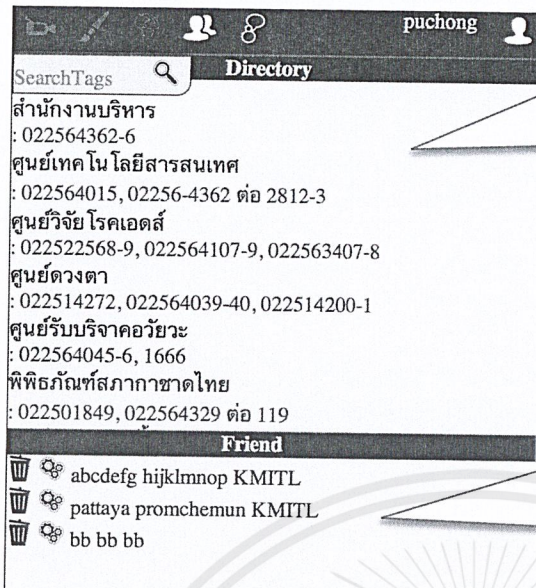 puchong
SearchTags
Directory
สำนักงานบริหาร
: 022564362-6
ศูนย์เทคโนโลยีสารสนเทศ
: 022564015, 02256-4362 ต่อ 2812-3
ศูนย์วิจัยโรคเอดส์
: 022522568-9, 022564107-9, 022563407-8
ศูนย์ดวงตา
: 022514272, 022564039-40, 022514200-1
ศูนย์รับบริจาคอวัยวะ
: 022564045-6, 1666
พิพิธภัณฑ์สภากาชาดไทย
: 022501849, 022564329 ต่อ 119
Friend
abcdefg hijklmnop KMITL
pattaya promchemun KMITL
bb bb bb